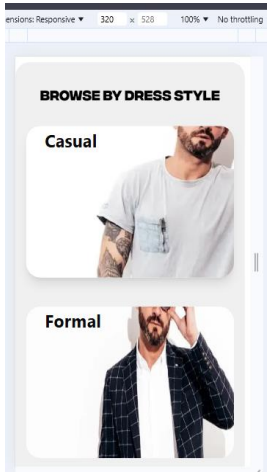 ensions: Responsive ▼ 320 x 528 100% ▼ No throttling
BROWSE BY DRESS STYLE
Casual
Formal